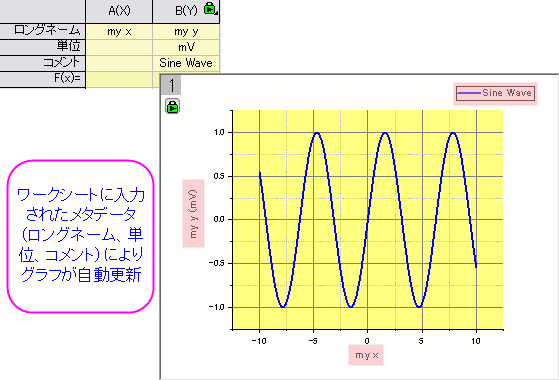 A(X) B(Y)
ロングネーム my x my y
単位 mV
コメント Sine Wave
F(x)=
1
Sine Wave
ワークシートに入力
されたメタデータ
(ロングネーム、単
位、コメント)により
グラフが自動更新
my y (mV)
1.0
0.5
0.0
-0.5
-1.0
-10 -5 0 5 10
my x